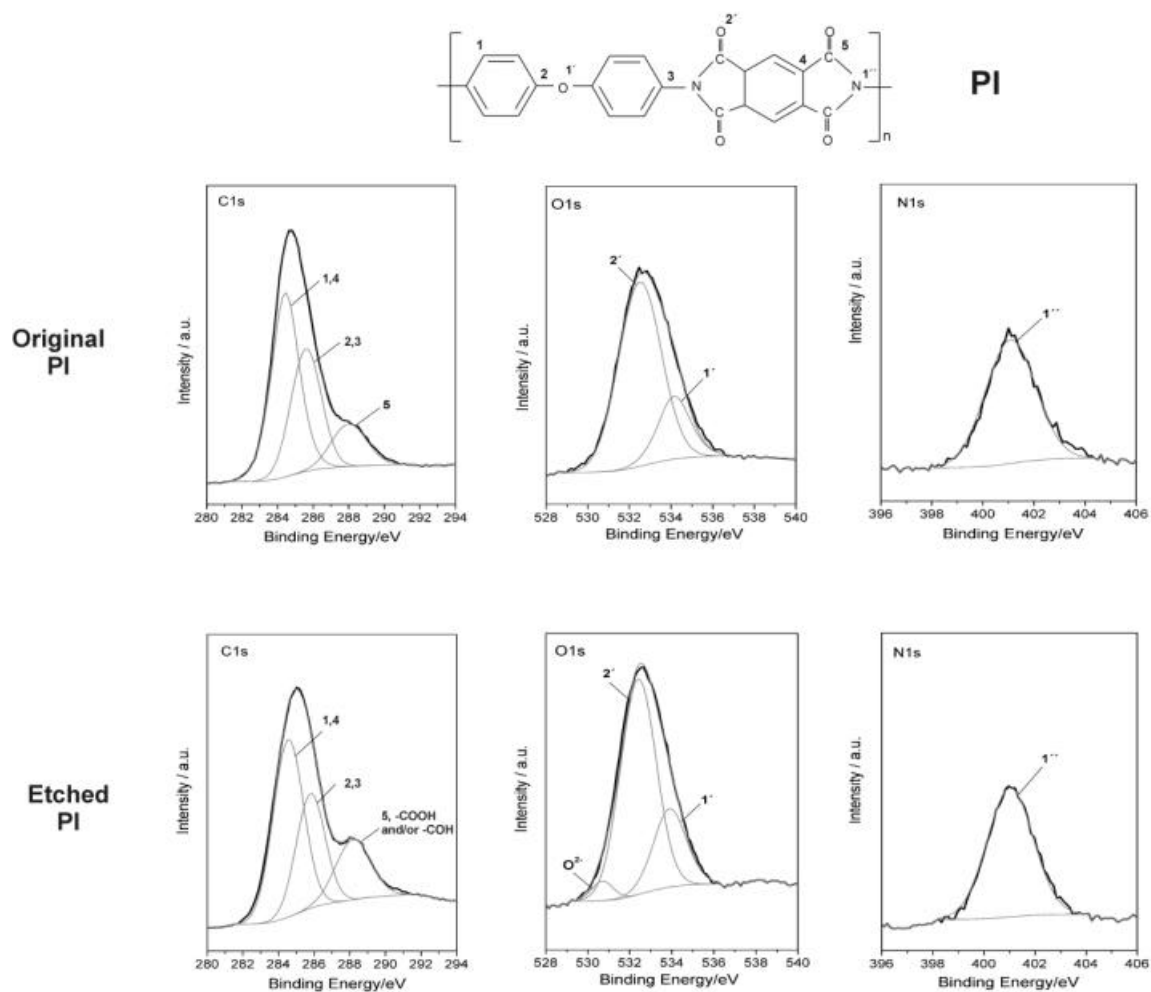 2´
O
O
1
5
2
1´
4
C
C
3
1´´
O
N
N
PI
C
C
n
O
O
Original
PI
C1s
1,4
2,3
5
Intensity / a.u.
280 282 284 286 288 290 292 294
Binding Energy/eV
O1s
2´
1´
Intensity / a.u.
528 530 532 534 536 538 540
Binding Energy/eV
N1s
1´´
Intensity / a.u.
396 398 400 402 404 406
Binding Energy/eV
Etched
PI
C1s
1,4
2,3
5, -COOH
and/or -COH
Intensity / a.u.
280 282 284 286 288 290 292 294
Binding Energy/eV
O1s
2´
1´
O2-
Intensity / a.u.
528 530 532 534 536 538 540
Binding Energy/eV
N1s
1´´
Intensity / a.u.
396 398 400 402 404 406
Binding Energy/eV